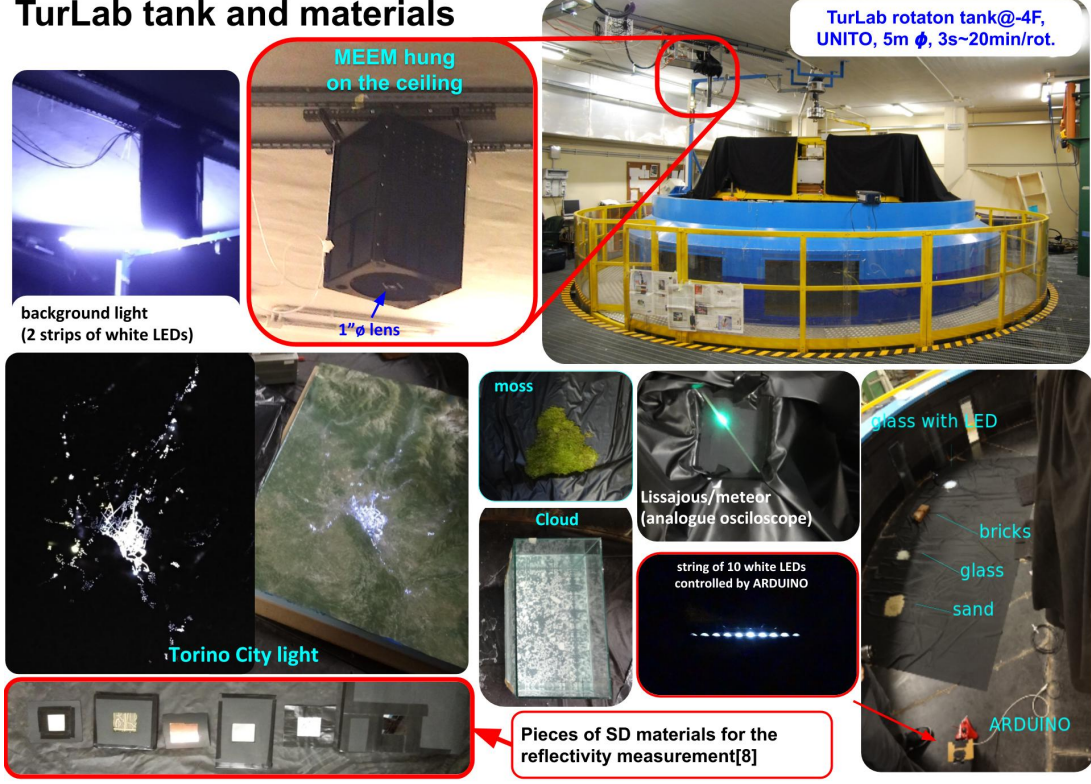 TurLab tank and materials
TurLab rotaton tank@-4F,
UNITO, 5m ϕ, 3s~20min/rot.
MEEM hung
on the ceiling
1”ø lens
background light
(2 strips of white LEDs)
Torino City light
moss
Lissajous/meteor
(analogue osciloscope)
Cloud
string of 10 white LEDs
controlled by ARDUINO
glass with LED
bricks
glass
sand
ARDUINO
Pieces of SD materials for the
reflectivity measurement[8]